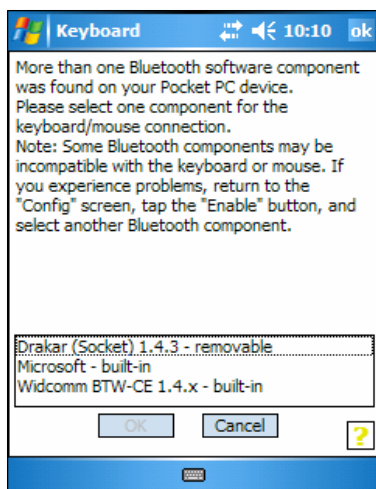 Keyboard 10:10 ok
More than one Bluetooth software component
was found on your Pocket PC device.
Please select one component for the
keyboard/mouse connection.
Note: Some Bluetooth components may be
incompatible with the keyboard or mouse. If
you experience problems, return to the
"Config" screen, tap the "Enable" button, and
select another Bluetooth component.
Drakar (Socket) 1.4.3 - removable
Microsoft - built-in
Widcomm BTW-CE 1.4.x - built-in
OK Cancel ?